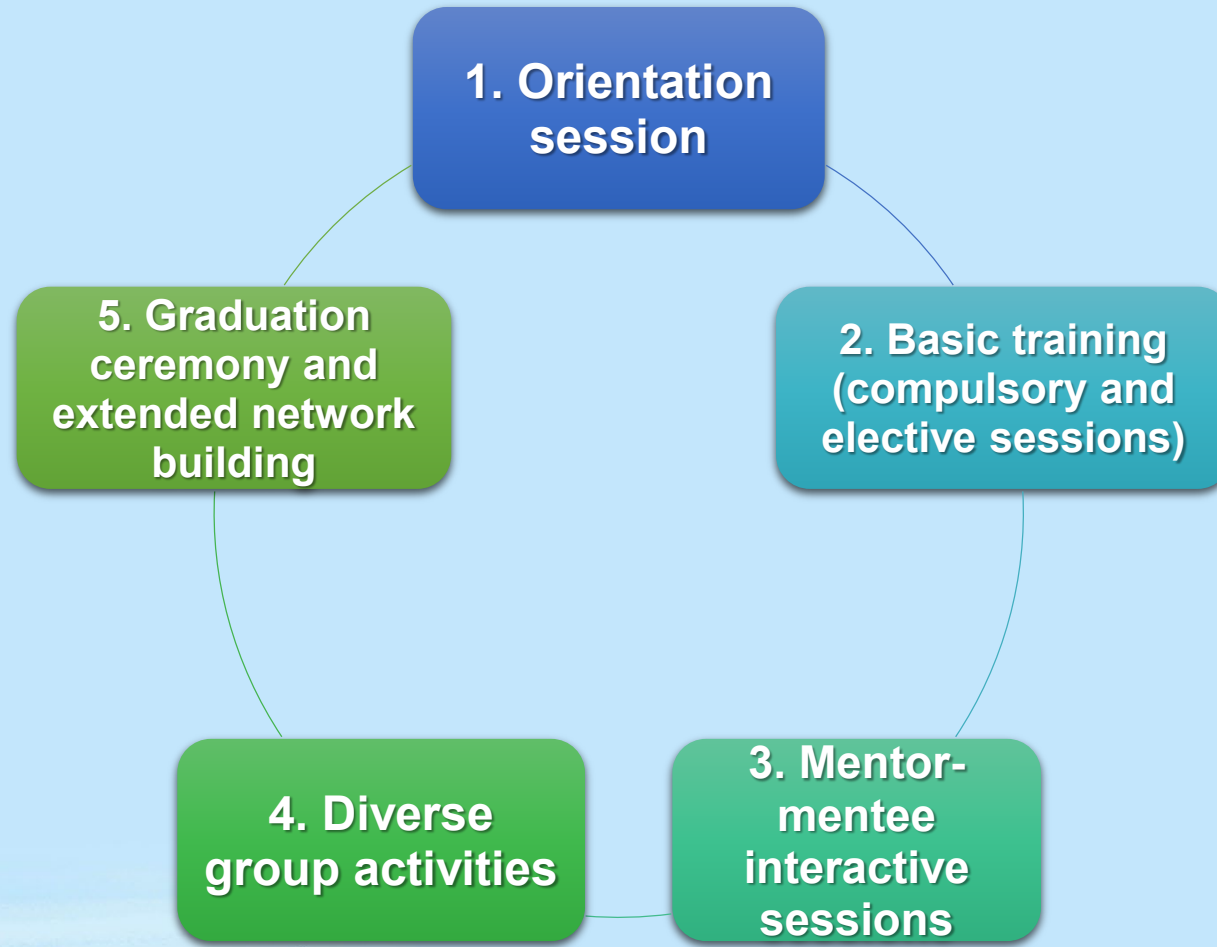 1. Orientation
session
2. Basic training
(compulsory and
elective sessions)
3. Mentor-
mentee
interactive
sessions
4. Diverse
group activities
5. Graduation
ceremony and
extended network
building